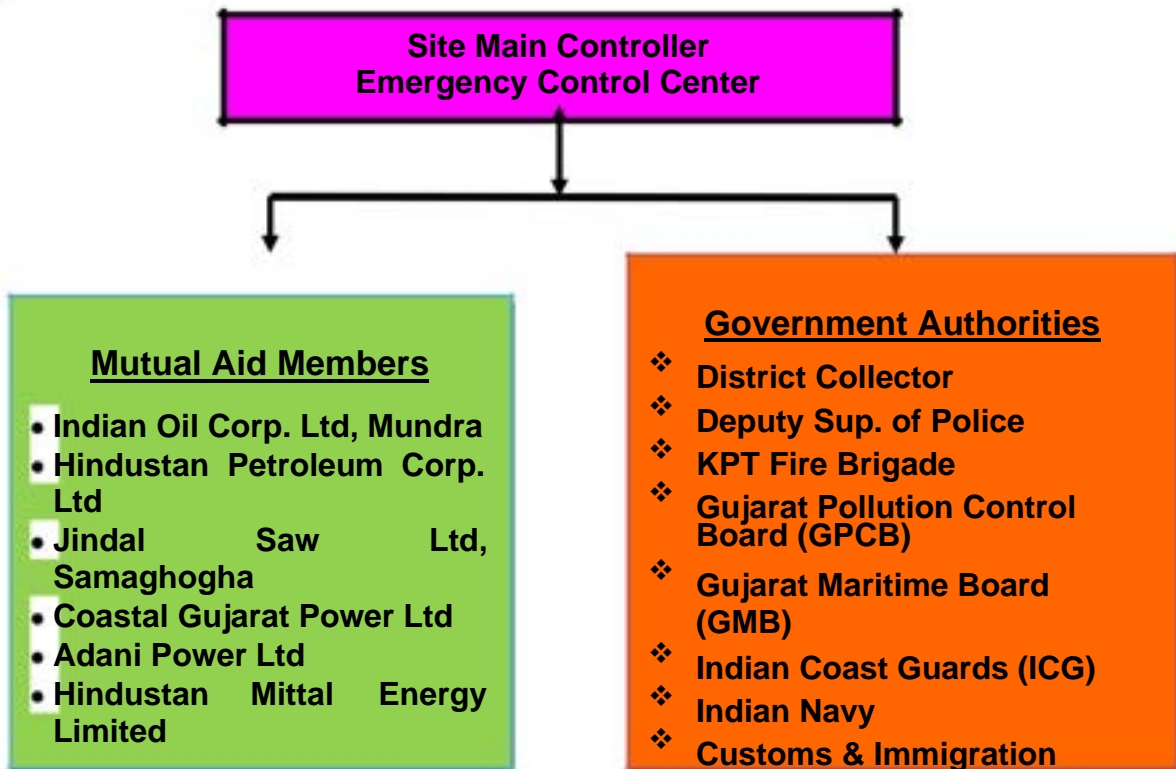 Site Main Controller
Emergency Control Center
Mutual Aid Members
• Indian Oil Corp. Ltd, Mundra
• Hindustan Petroleum Corp.
Ltd
• Jindal Saw Ltd,
Samaghogha
• Coastal Gujarat Power Ltd
• Adani Power Ltd
• Hindustan Mittal Energy
Limited
Government Authorities
❖ District Collector
❖ Deputy Sup. of Police
❖ KPT Fire Brigade
❖ Gujarat Pollution Control
Board (GPCB)
❖ Gujarat Maritime Board
(GMB)
❖ Indian Coast Guards (ICG)
❖ Indian Navy
❖ Customs & Immigration